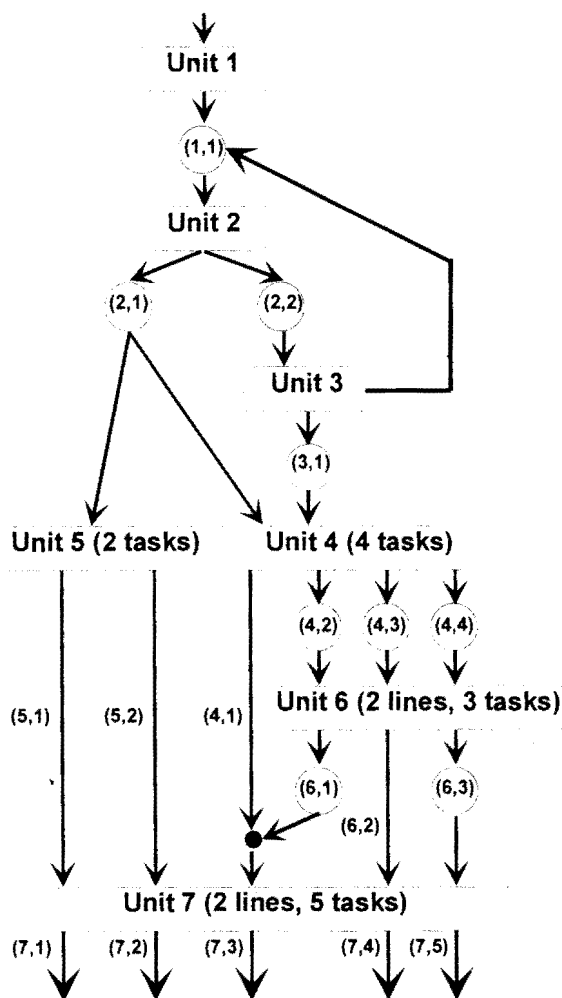 Unit 1
(1,1)
Unit 2
(2,1) (2,2)
Unit 3
(3,1)
Unit 5 (2 tasks) Unit 4 (4 tasks)
(4,2) (4,3) (4,4)
Unit 6 (2 lines, 3 tasks)
(5,1) (5,2) (4,1)
(6,1) (6,3)
(6,2)
Unit 7 (2 lines, 5 tasks)
(7,1) (7,2) (7,3) (7,4) (7,5)